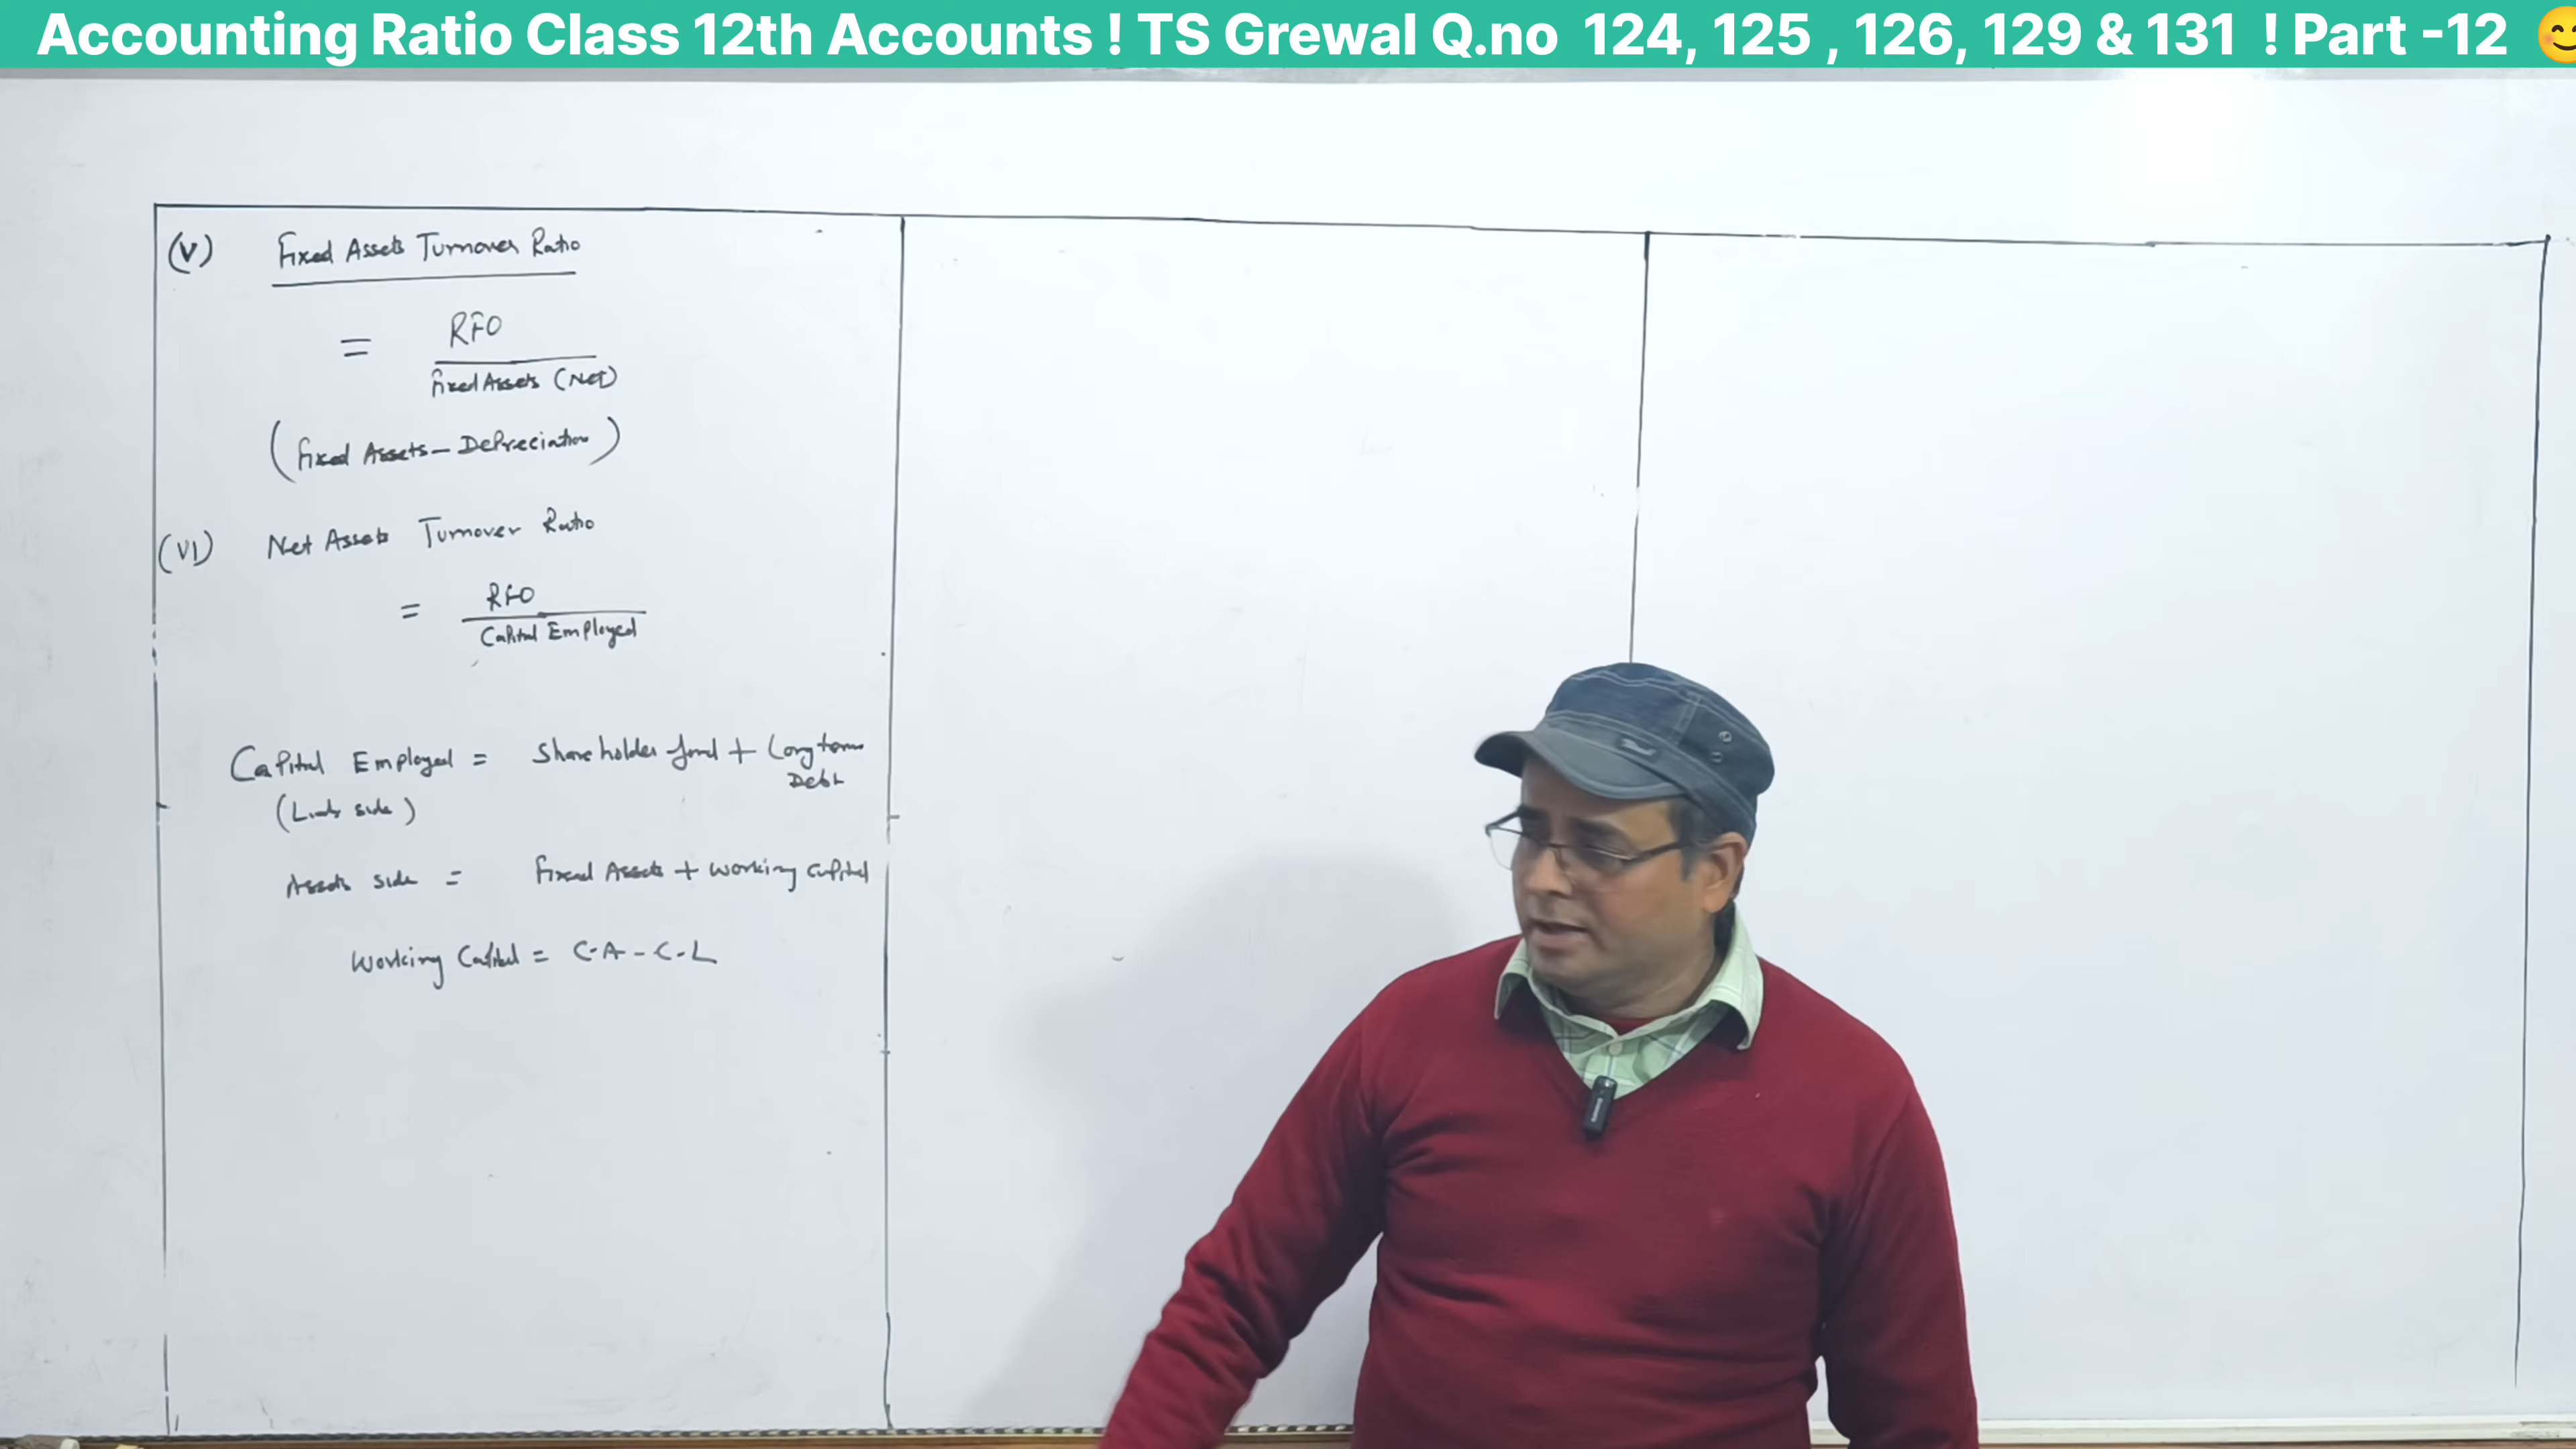 Accounting Ratio Class 12th Accounts ! TS Grewal Q.no 124, 125 , 126, 129 & 131 ! Part -12 😊
(V) Fixed Assets Turnover Ratio
= RFO
Fixed Assets (Net)
(Fixed Assets - Depreciation)
(VI) Net Assets Turnover Ratio
= RFO
Capital Employed
Capital Employed = Shareholder fund + Long term
Debt
(Liab side)
Assets side = Fixed Assets + Working Capital
Working Capital = C.A - C.L